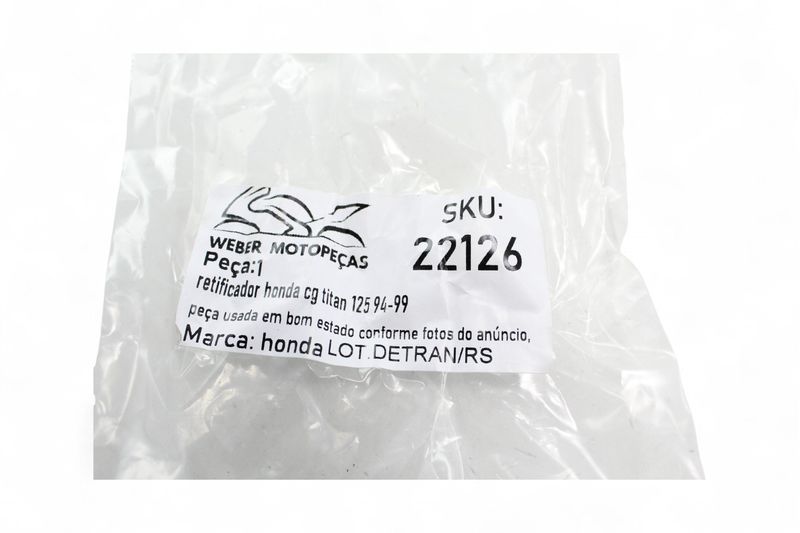 WEBER MOTOPEÇAS
SKU:
22126
Peça:1
retificador honda cg titan 125 94-99
peça usada em bom estado conforme fotos do anúncio,
Marca: honda LOT.DETRAN/RS